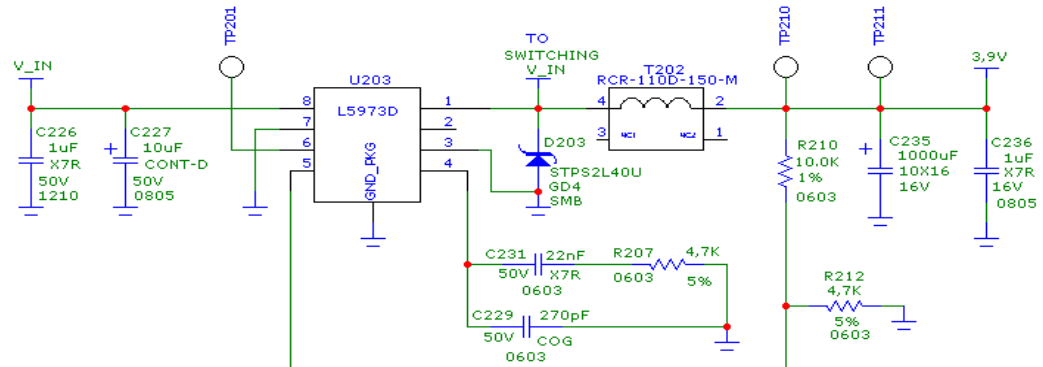 TP201
TP210
TP211
TO
SWITCHING
V_IN
V_IN
3,9V
U203
L5973D
GND_PKG
8
7
6
5
1
2
3
4
T202
RCR-110D-150-M
4
2
3
1
NC1
NC2
C226
1uF
X7R
50V
1210
C227
10uF
CONT-D
50V
0805
+
D203
STPS2L40U
GD4
SMB
R210
10.0K
1%
0603
+
C235
1000uF
10X16
16V
C236
1uF
X7R
16V
0805
C231
22nF
50V
X7R
0603
R207
4,7K
0603
5%
C229
270pF
50V
COG
0603
R212
4,7K
5%
0603